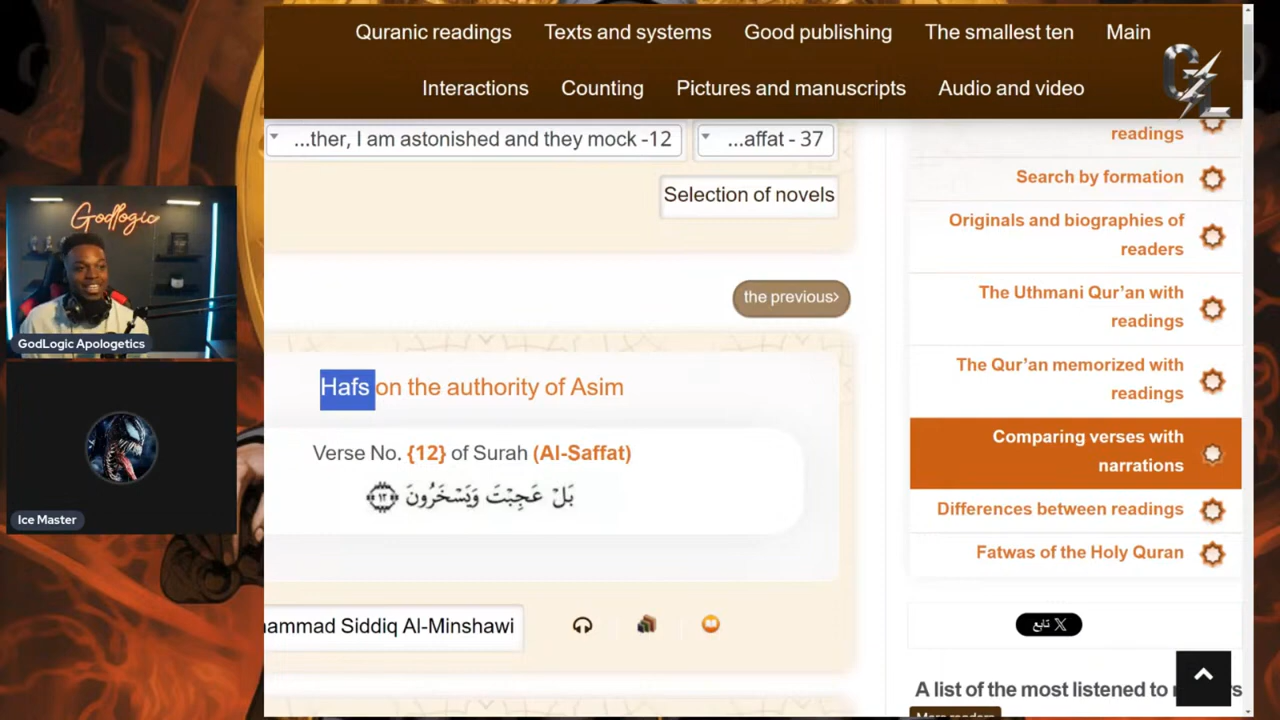 Quranic readings Texts and systems Good publishing The smallest ten Main
Interactions Counting Pictures and manuscripts Audio and video
GL
...ther, I am astonished and they mock -12 ...affat - 37
Selection of novels
the previous>
Hafs on the authority of Asim
Verse No. {12} of Surah (Al-Saffat)
بَلْ عَجِبْتَ وَيَسْخَرُونَ ١٢
ammad Siddiq Al-Minshawi
readings
Search by formation
Originals and biographies of
readers
The Uthmani Qur’an with
readings
The Qur’an memorized with
readings
Comparing verses with
narrations
Differences between readings
Fatwas of the Holy Quran
تابع X
A list of the most listened to
Godlogic
GodLogic Apologetics
Ice Master